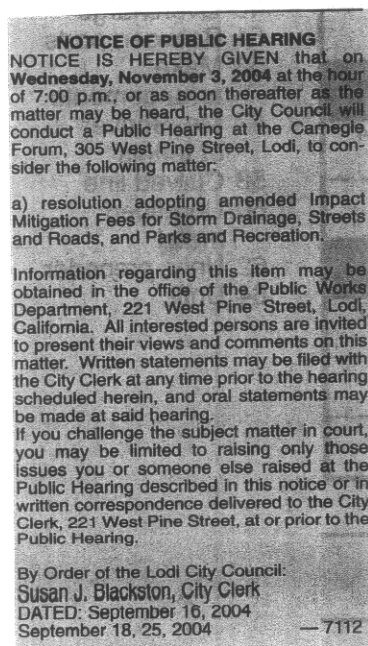 NOTICE OF PUBLIC HEARING
NOTICE IS HEREBY GIVEN that on
Wednesday, November 3, 2004 at the hour
of 7:00 p.m., or as soon thereafter as the
matter may be heard, the City Council will
conduct a Public Hearing at the Carnegie
Forum, 305 West Pine Street, Lodi, to con-
sider the following matter:
a) resolution adopting amended Impact
Mitigation Fees for Storm Drainage, Streets
and Roads, and Parks and Recreation.
Information regarding this item may be
obtained in the office of the Public Works
Department, 221 West Pine Street, Lodi,
California. All interested persons are invited
to present their views and comments on this
matter. Written statements may be filed with
the City Clerk at any time prior to the hearing
scheduled herein, and oral statements may
be made at said hearing.
If you challenge the subject matter in court,
you may be limited to raising only those
issues you or someone else raised at the
Public Hearing described in this notice or in
written correspondence delivered to the City
Clerk, 221 West Pine Street, at or prior to the
Public Hearing.
By Order of the Lodi City Council:
Susan J. Blackston, City Clerk
DATED: September 16, 2004
September 18, 25, 2004 — 7112